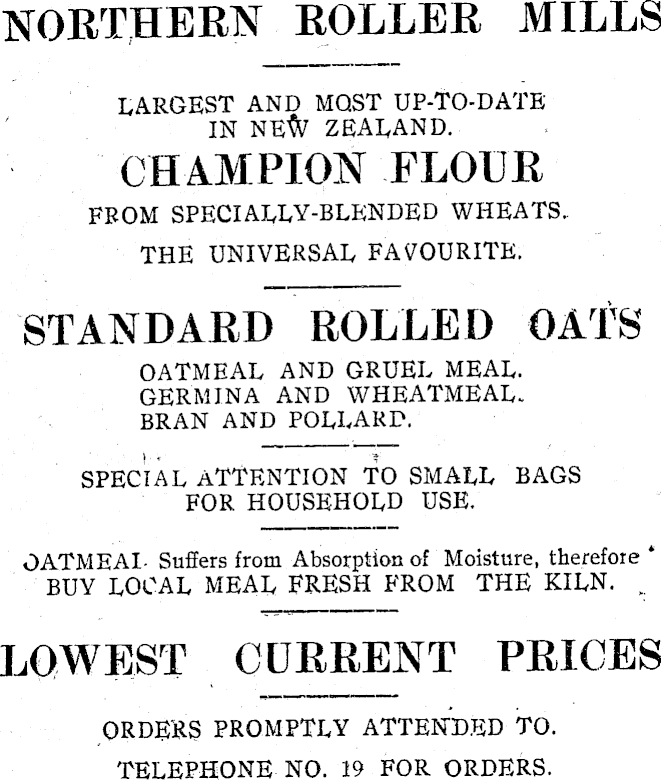 NORTHERN ROLLER MILLS
LARGEST AND MOST UP-TO-DATE
IN NEW ZEALAND.
CHAMPION FLOUR
FROM SPECIALLY-BLENDED WHEATS.
THE UNIVERSAL FAVOURITE.
STANDARD ROLLED OATS
OATMEAL AND GRUEL MEAL.
GERMINA AND WHEATMEAL.
BRAN AND POLLARD.
SPECIAL ATTENTION TO SMALL BAGS
FOR HOUSEHOLD USE.
OATMEAL Suffers from Absorption of Moisture, therefore
BUY LOCAL MEAL FRESH FROM THE KILN.
LOWEST CURRENT PRICES
ORDERS PROMPTLY ATTENDED TO.
TELEPHONE NO. 19 FOR ORDERS.